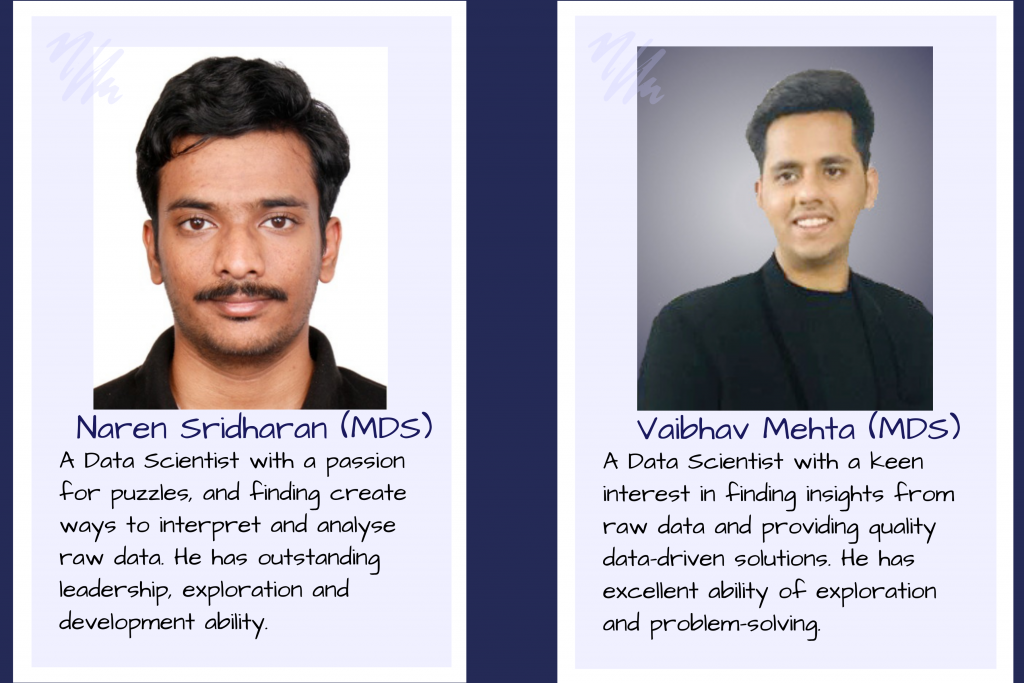 Naren Sridharan (MDS)
A Data Scientist with a passion
for puzzles, and finding create
ways to interpret and analyse
raw data. He has outstanding
leadership, exploration and
development ability.
Vaibhav Mehta (MDS)
A Data Scientist with a keen
interest in finding insights from
raw data and providing quality
data-driven solutions. He has
excellent ability of exploration
and problem-solving.